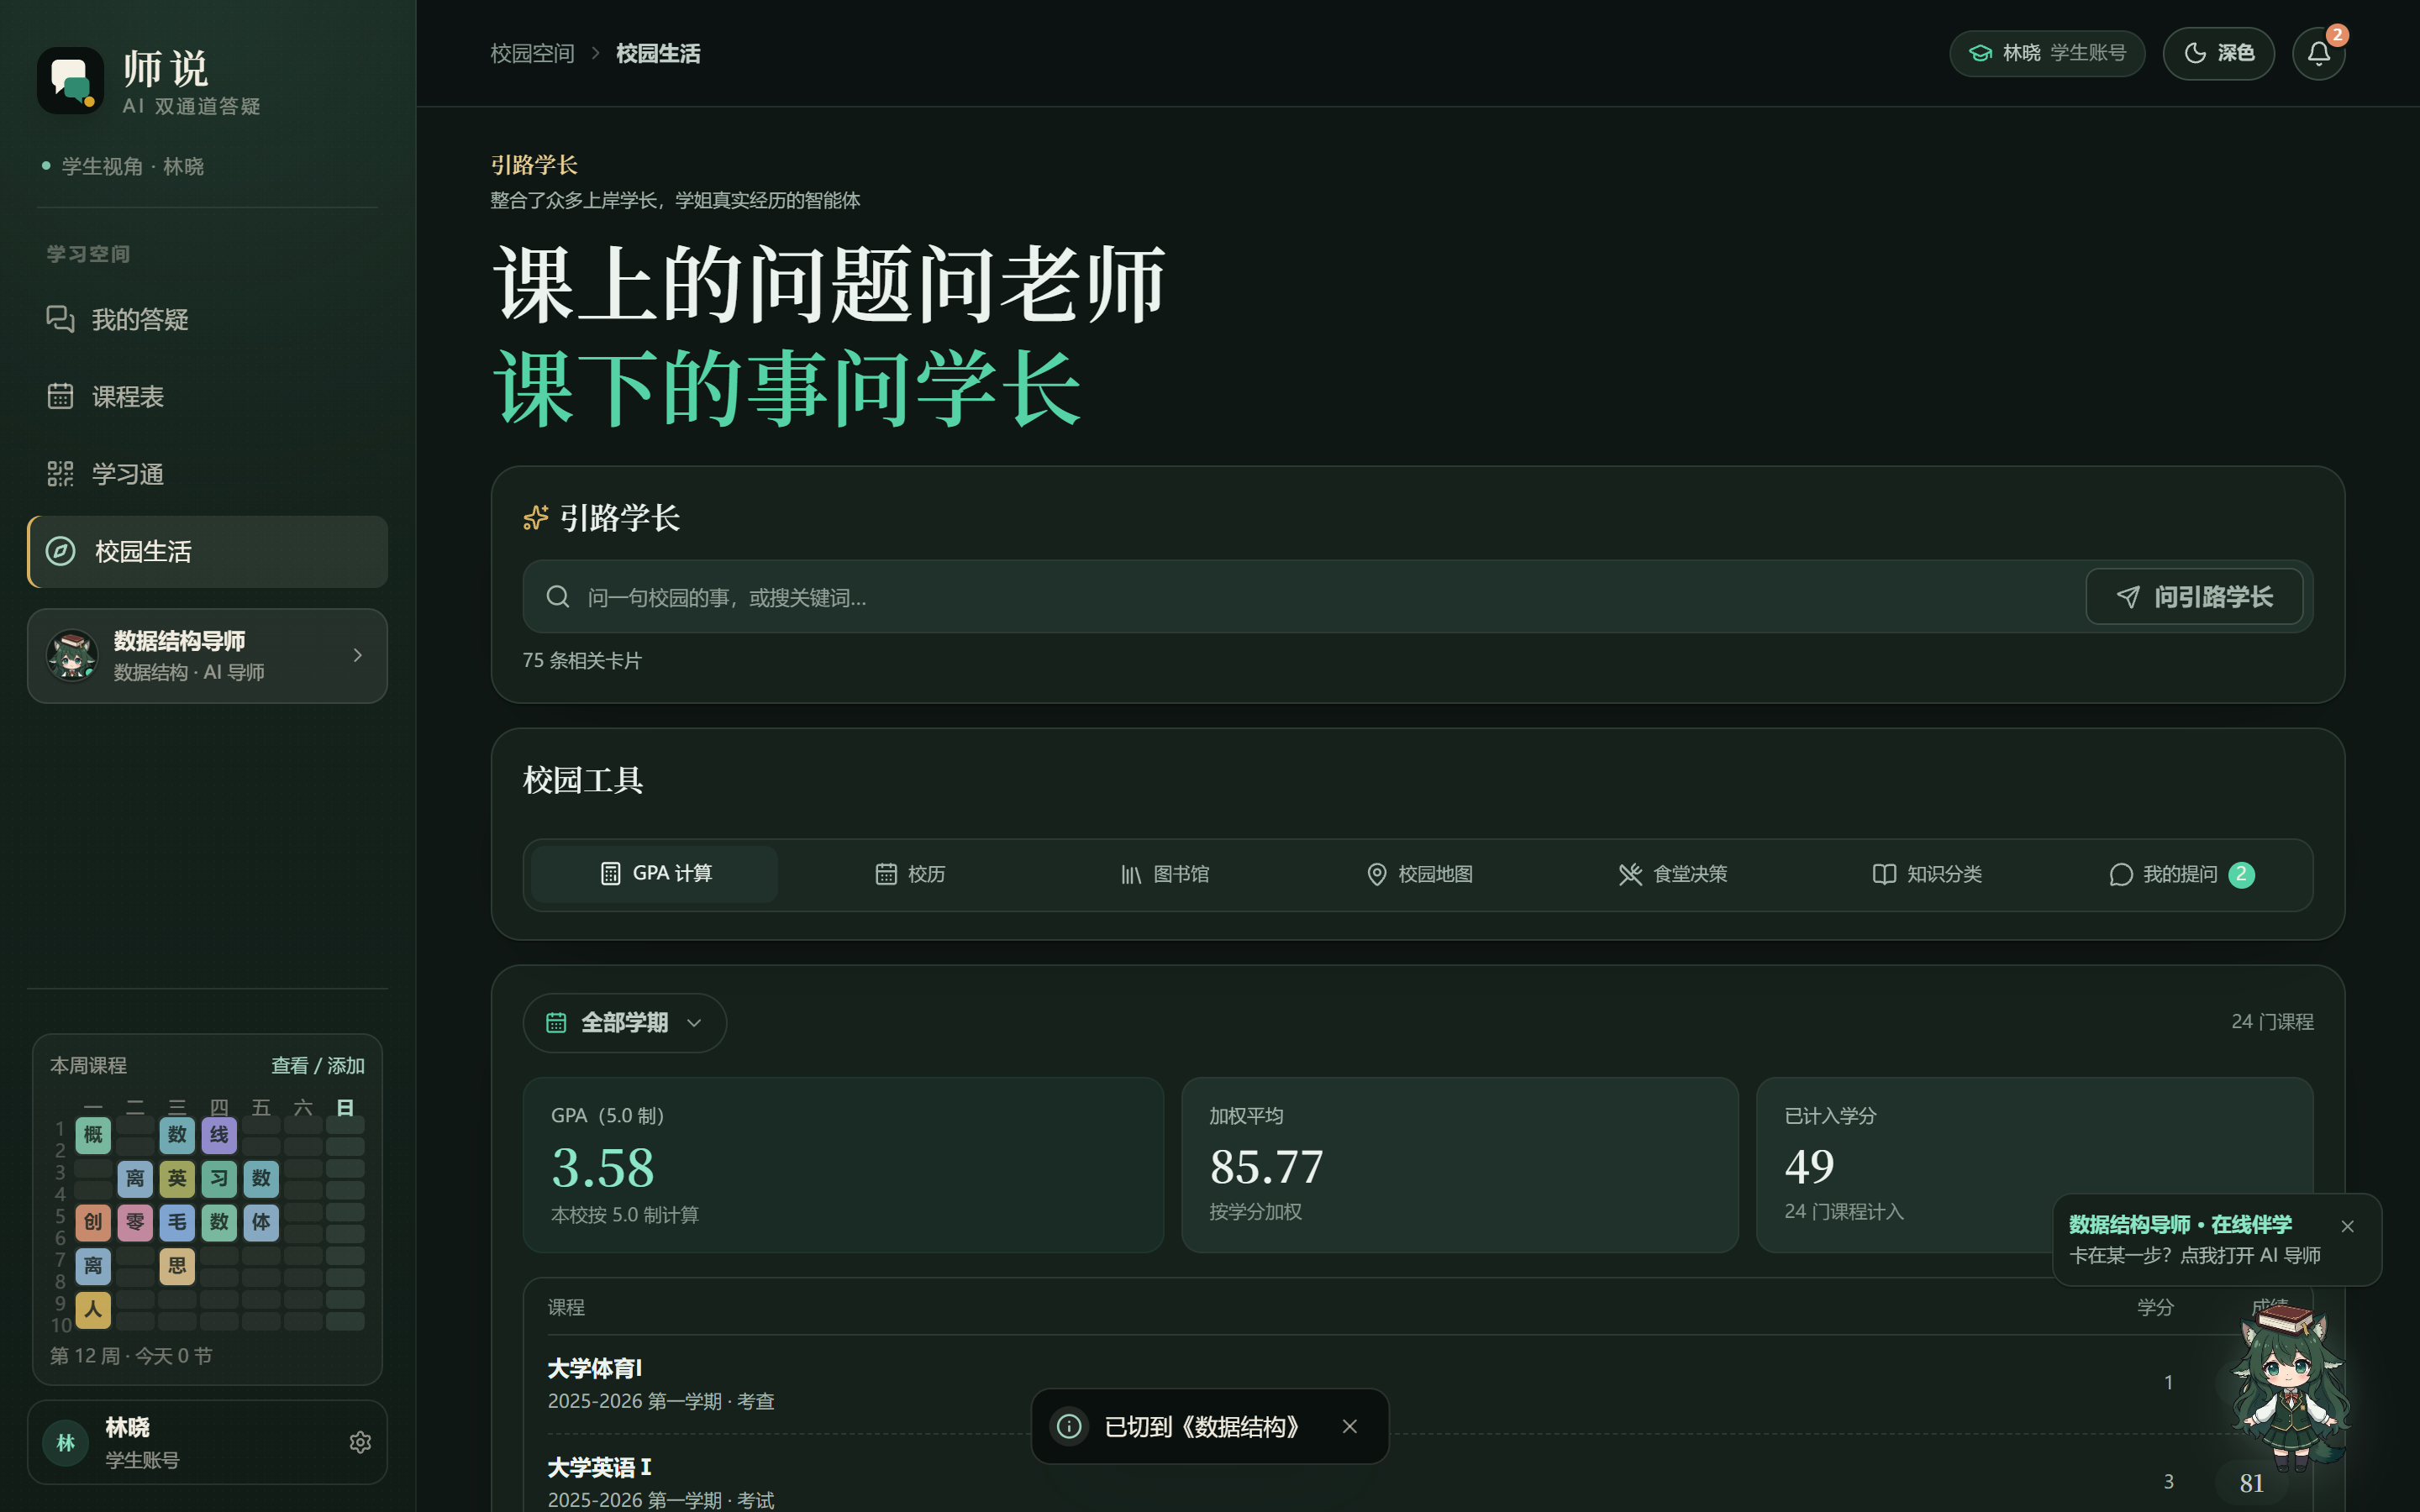 师说
AI 双通道答疑
学生视角 · 林晓
学习空间
我的答疑
课程表
学习通
校园生活
数据结构导师
数据结构 · AI 导师
本周课程
查看 / 添加
一 二 三 四 五 六 日
1
2
3
4
5
6
7
8
9
10
概 数 线
离 英 习 数
创 零 毛 数 体
离 思
人
第 12 周 · 今天 0 节
林
林晓
学生账号
校园空间 > 校园生活
林晓 学生账号
深色
2
引路学长
整合了众多上岸学长，学姐真实经历的智能体
课上的问题问老师
课下的事问学长
引路学长
问一句校园的事，或搜关键词...
问引路学长
75 条相关卡片
校园工具
GPA 计算
校历
图书馆
校园地图
食堂决策
知识分类
我的提问 2
全部学期
24 门课程
GPA（5.0 制）
3.58
本校按 5.0 制计算
加权平均
85.77
按学分加权
已计入学分
49
24 门课程计入
数据结构导师 • 在线伴学
卡在某一步？点我打开 AI 导师
课程 学分 成绩
大学体育I
2025-2026 第一学期 · 考查
1
已切到《数据结构》
大学英语 I
2025-2026 第一学期 · 考试
3
81